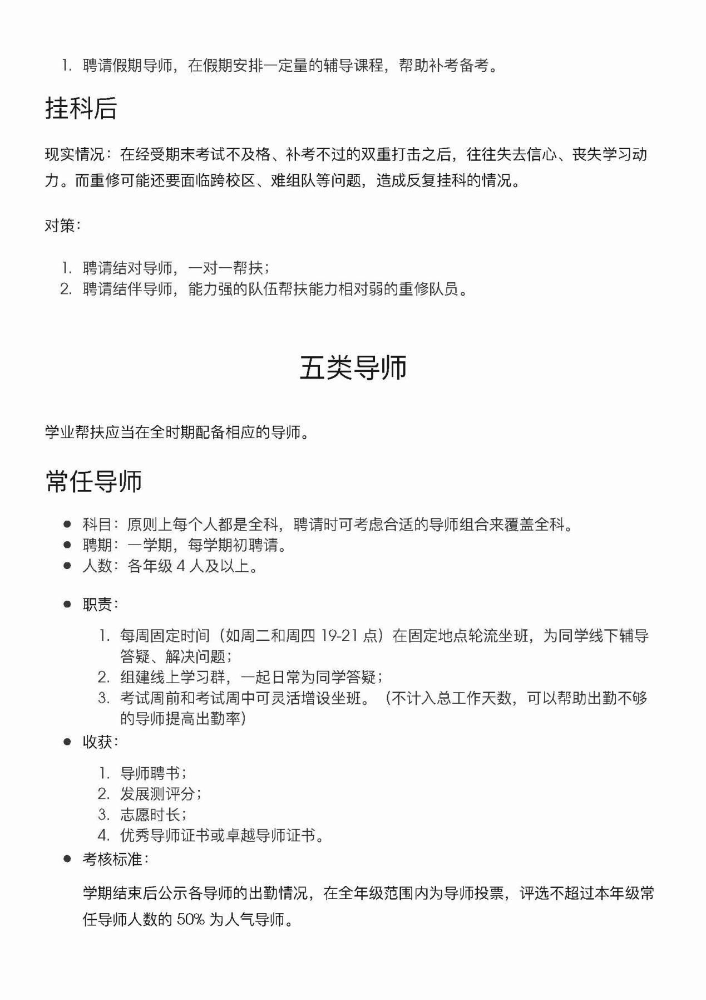 1. 聘请假期导师，在假期安排一定量的辅导课程，帮助补考备考。
挂科后
现实情况：在经受期末考试不及格、补考不过的双重打击之后，往往失去信心、丧失学习动
力。而重修可能还要面临跨校区、难组队等问题，造成反复挂科的情况。
对策：
1. 聘请结对导师，一对一帮扶；
2. 聘请结伴导师，能力强的队伍帮扶能力相对弱的重修队员。
五类导师
学业帮扶应当在全时期配备相应的导师。
常任导师
● 科目：原则上每个人都是全科，聘请时可考虑合适的导师组合来覆盖全科。
● 聘期：一学期，每学期初聘请。
● 人数：各年级 4 人及以上。
● 职责：
1. 每周固定时间（如周二和周四 19-21 点）在固定地点轮流坐班，为同学线下辅导
答疑、解决问题；
2. 组建线上学习群，一起日常为同学答疑；
3. 考试周前和考试周中可灵活增设坐班。（不计入总工作天数，可以帮助出勤不够
的导师提高出勤率）
● 收获：
1. 导师聘书；
2. 发展测评分；
3. 志愿时长；
4. 优秀导师证书或卓越导师证书。
● 考核标准：
学期结束后公示各导师的出勤情况，在全年级范围内为导师投票，评选不超过本年级常
任导师人数的 50% 为人气导师。